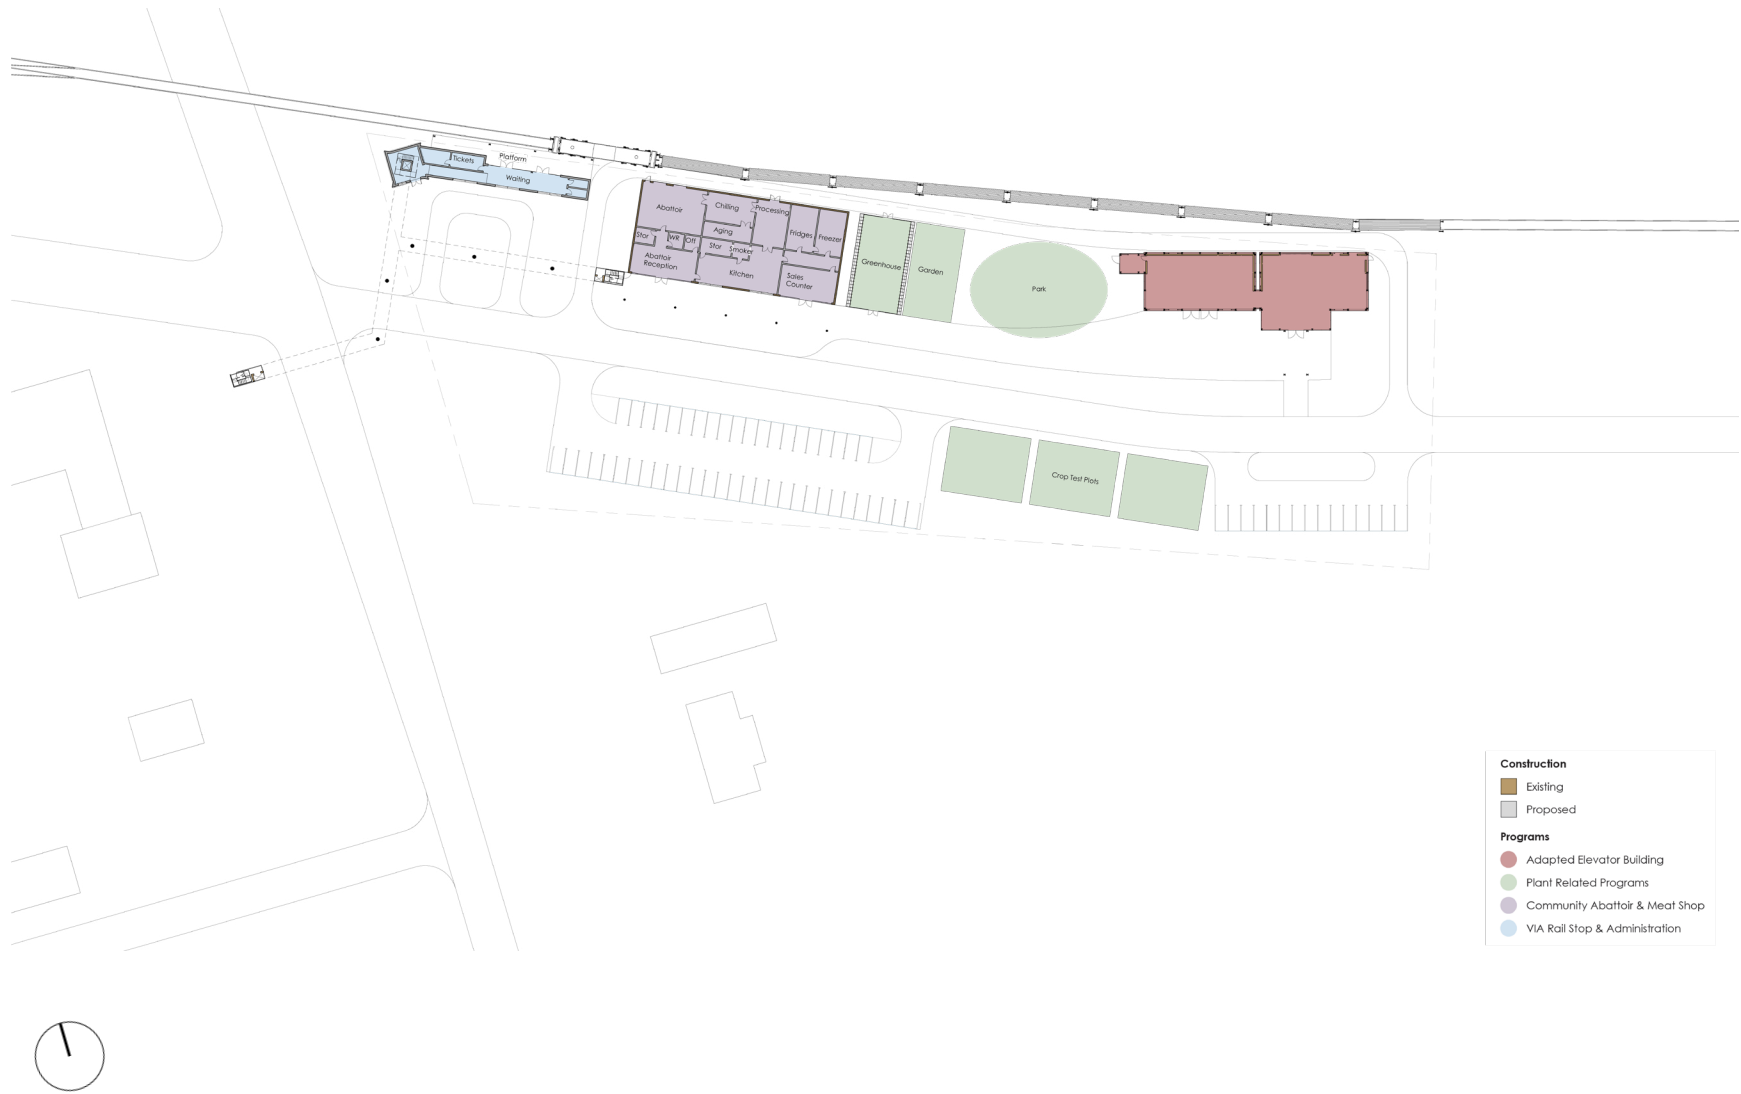 Tickets
Platform
Waiting
Abattoir
Chilling
Processing
Fridges
Freezer
Aging
Stor
WR
Off
Stor
Smoker
Abattoir
Reception
Kitchen
Sales
Counter
Greenhouse
Garden
Park
Crop Test Plots
Construction
Existing
Proposed
Programs
Adapted Elevator Building
Plant Related Programs
Community Abattoir & Meat Shop
VIA Rail Stop & Administration